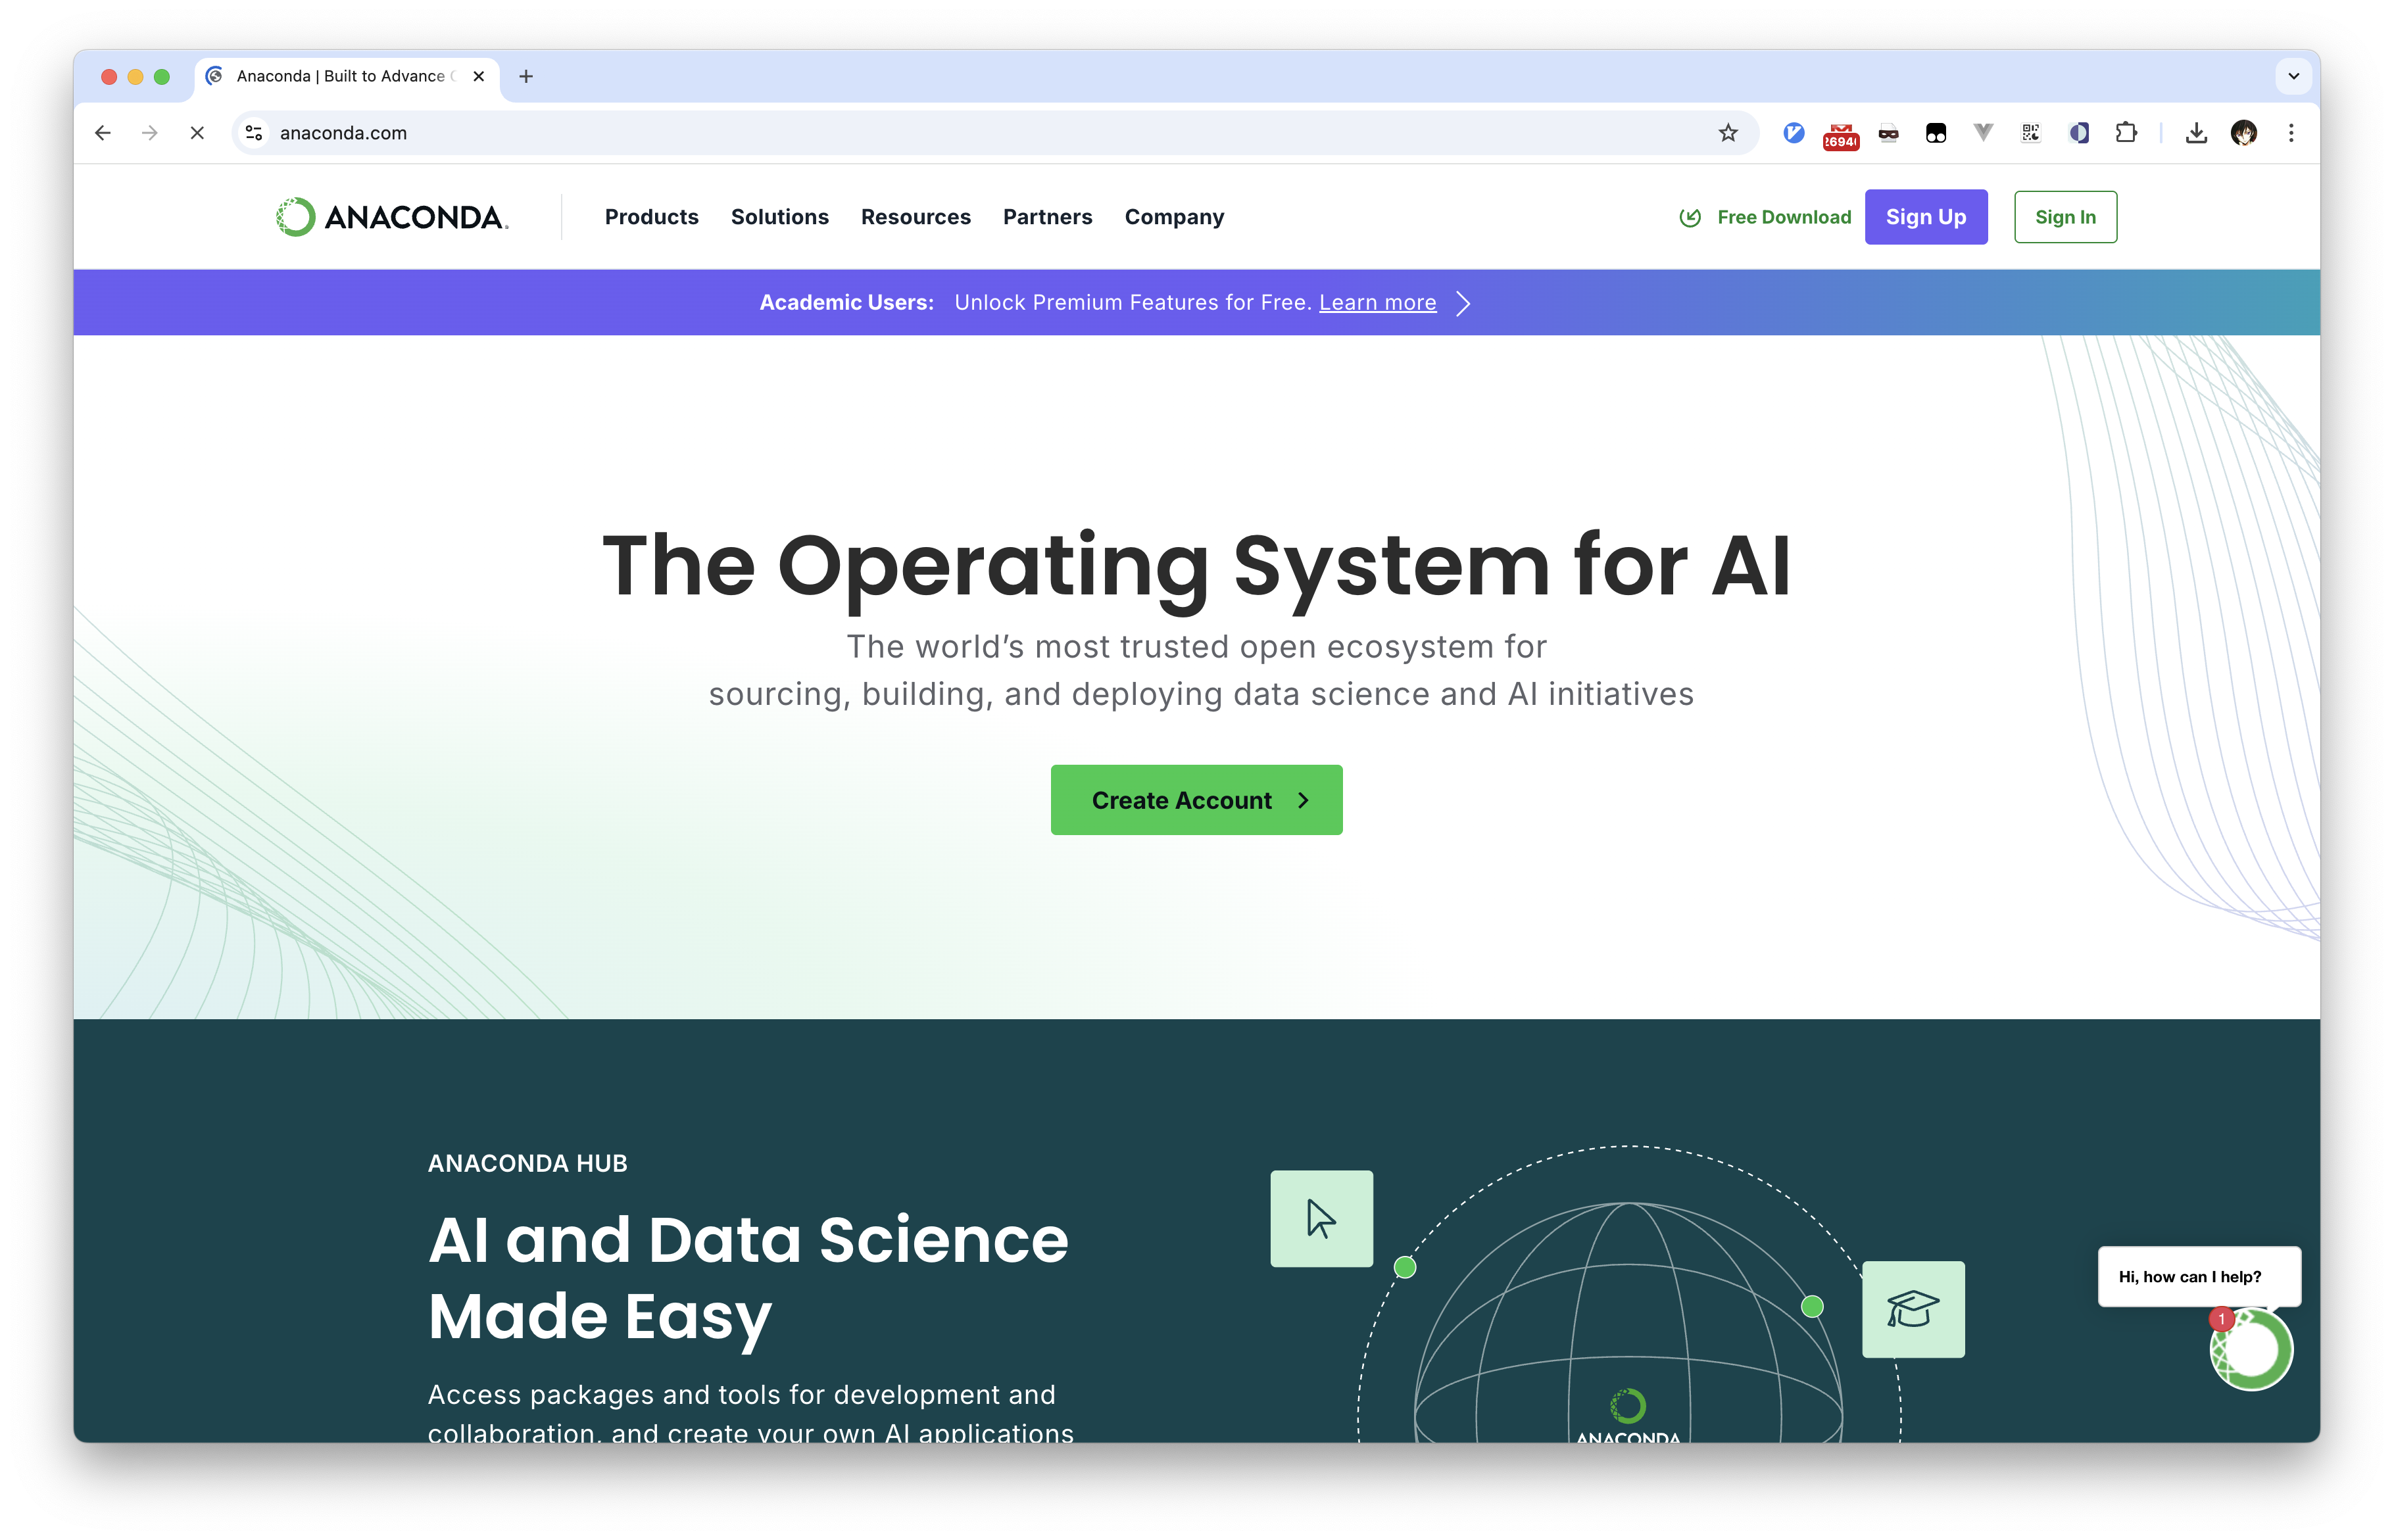 Anaconda | Built to Advance
anaconda.com
ANACONDA.
Products
Solutions
Resources
Partners
Company
Free Download
Sign Up
Sign In
Academic Users: Unlock Premium Features for Free. Learn more
The Operating System for AI
The world’s most trusted open ecosystem for
sourcing, building, and deploying data science and AI initiatives
Create Account
ANACONDA HUB
AI and Data Science
Made Easy
Access packages and tools for development and
collaboration, and create your own AI applications
ANACONDA
Hi, how can I help?
1